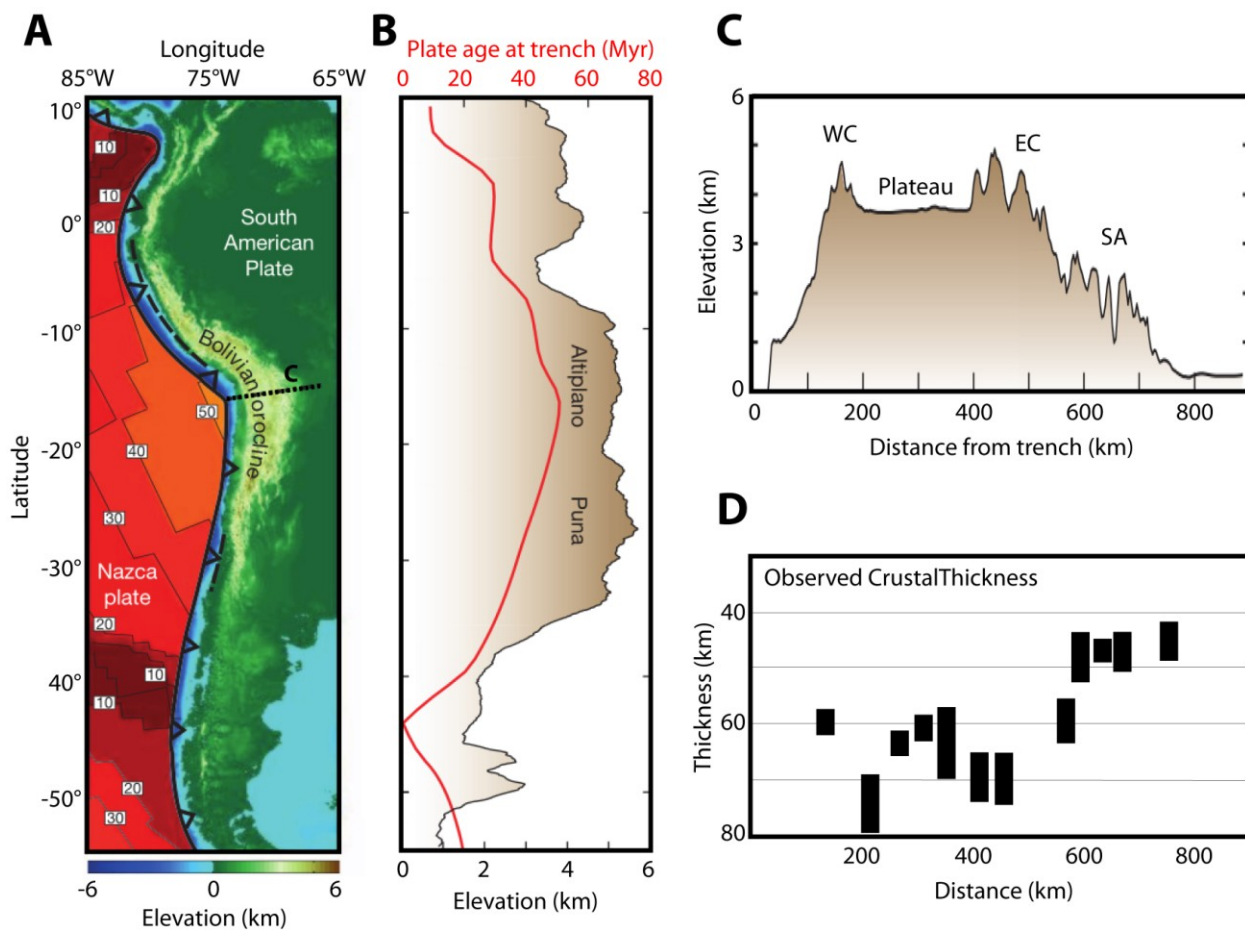 A
Longitude
85°W
75°W
65°W
10°
0°
-10°
-20°
-30°
40°
-50°
Latitude
10
10
20
50
40
30
20
10
10
20
30
South
American
Plate
Bolivian orocline
C
Nazca
plate
-6
0
6
Elevation (km)
B
Plate age at trench (Myr)
0
20
40
60
80
Altiplano
Puna
0
2
4
6
Elevation (km)
C
6
3
0
Elevation (km)
WC
Plateau
EC
SA
0
200
400
600
800
Distance from trench (km)
D
Observed CrustalThickness
40
60
80
Thickness (km)
200
400
600
800
Distance (km)